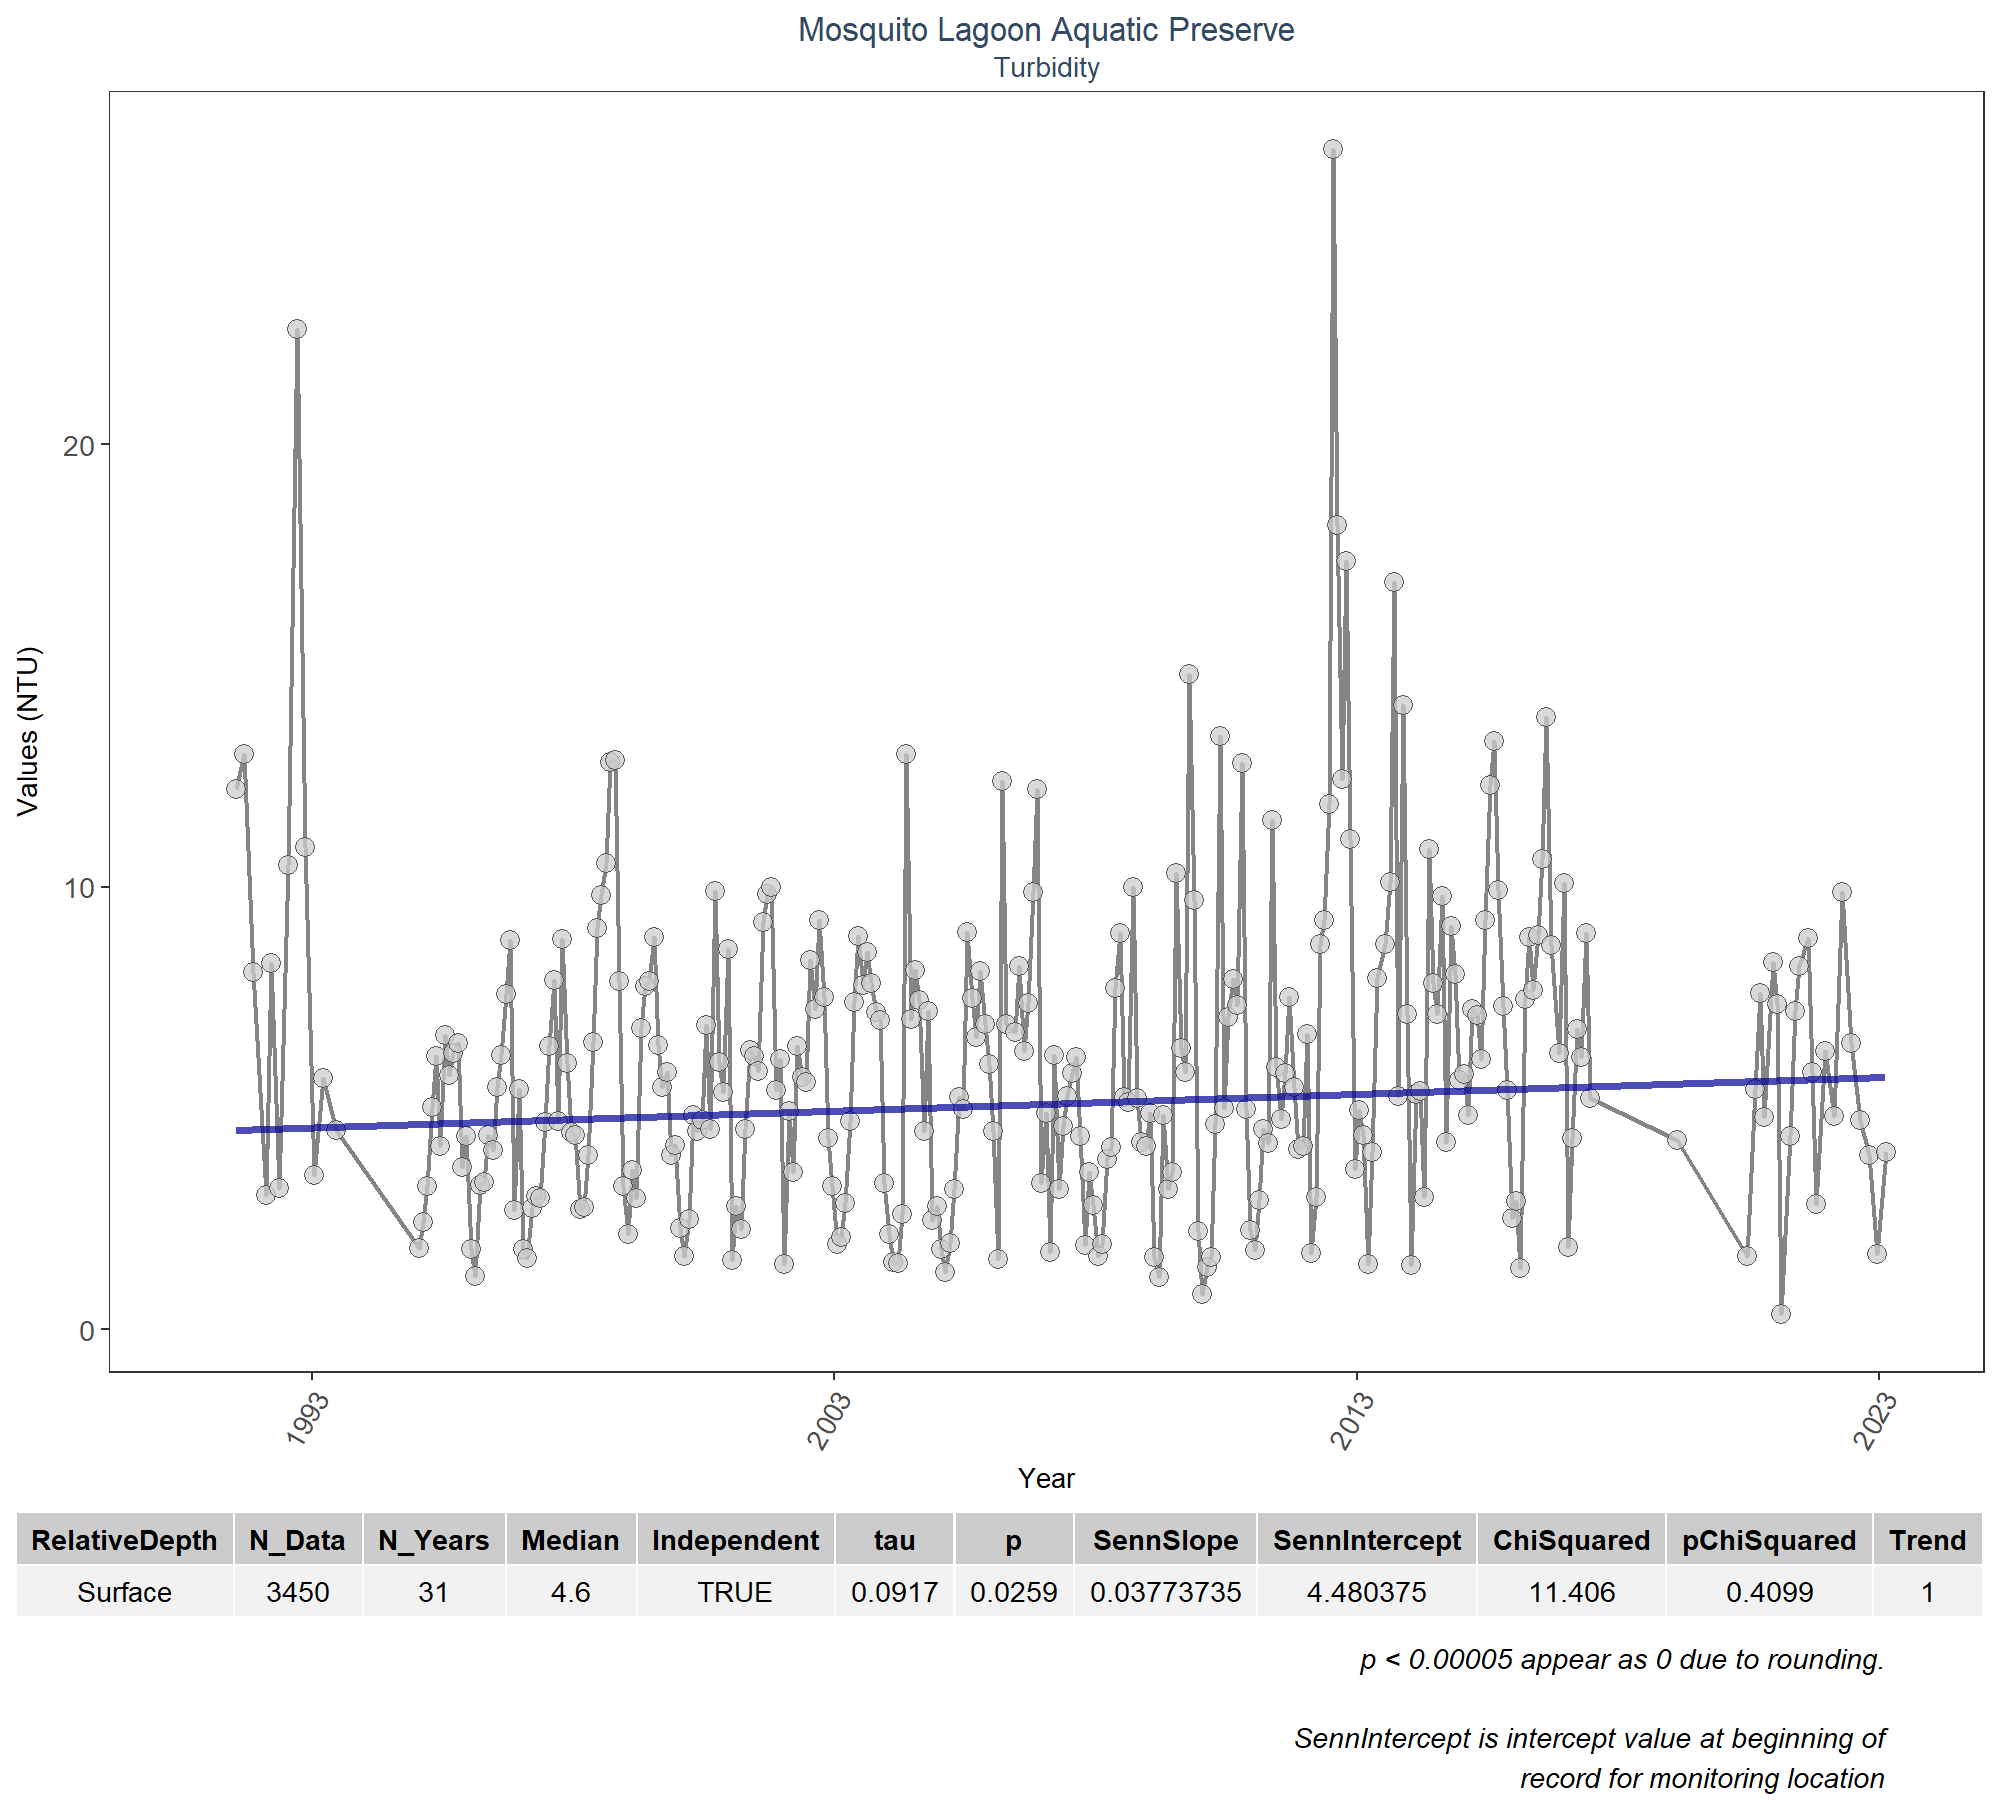 Mosquito Lagoon Aquatic Preserve
Turbidity
Values (NTU)
20
10
0
1993
2003
2013
2023
Year
RelativeDepth N_Data N_Years Median Independent tau p SennSlope SennIntercept ChiSquared pChiSquared Trend
Surface 3450 31 4.6 TRUE 0.0917 0.0259 0.03773735 4.480375 11.406 0.4099 1
p < 0.00005 appear as 0 due to rounding.
SennIntercept is intercept value at beginning of
record for monitoring location